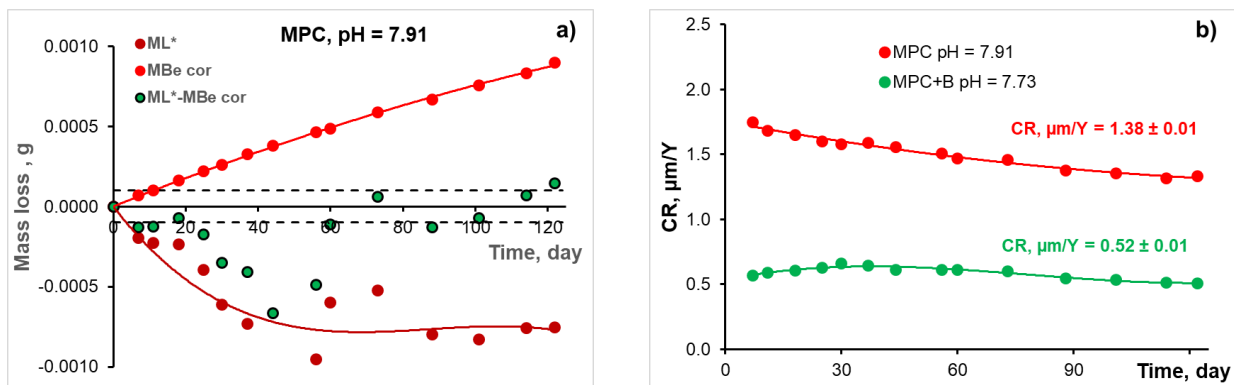 MPC, pH = 7.91
a)
ML*
MBe cor
ML*-MBe cor
Mass loss , g
0.0010
0.0005
0.0000
-0.0005
-0.0010
0
20
40
60
80
100
120
Time, day
b)
MPC pH = 7.91
MPC+B pH = 7.73
CR, µm/Y = 1.38 ± 0.01
CR, µm/Y = 0.52 ± 0.01
CR, µm/Y
2.5
2.0
1.5
1.0
0.5
0.0
0
30
60
90
Time, day